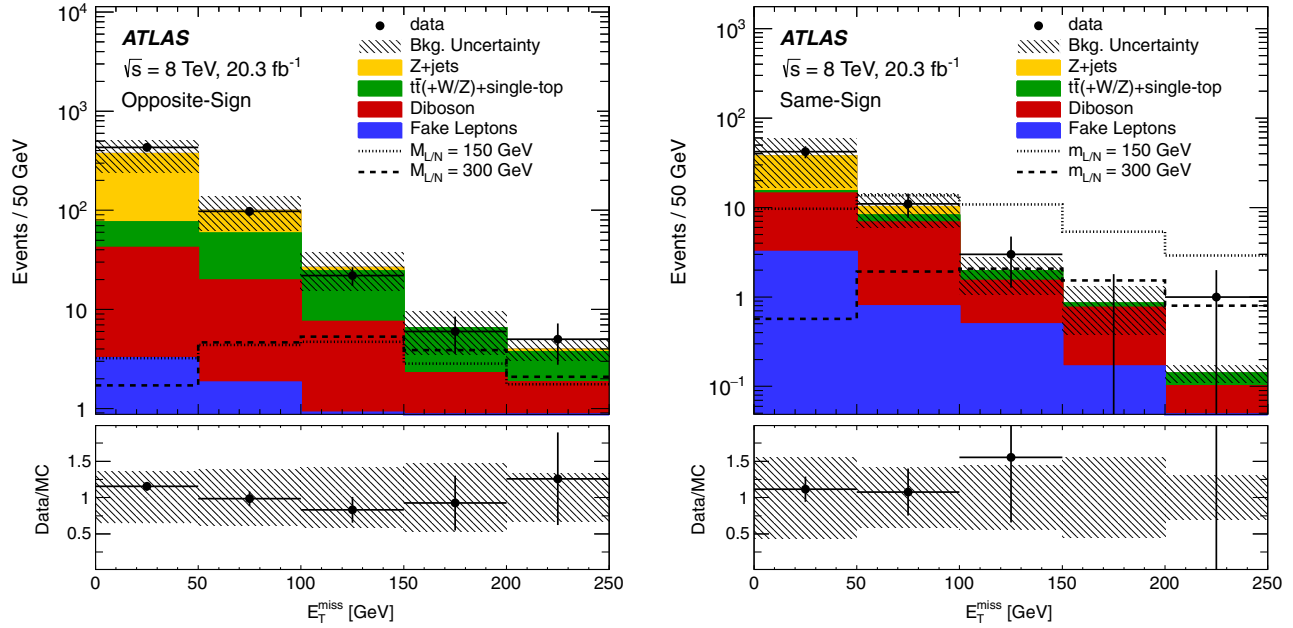 ATLAS
√s = 8 TeV, 20.3 fb⁻¹
Opposite-Sign
data
Bkg. Uncertainty
Z+jets
tt̄(+W/Z)+single-top
Diboson
Fake Leptons
M_L/N = 150 GeV
M_L/N = 300 GeV
Events / 50 GeV
10⁴
10³
10²
10
1
Data/MC
1.5
1
0.5
0 50 100 150 200 250
E_T^miss [GeV]
ATLAS
√s = 8 TeV, 20.3 fb⁻¹
Same-Sign
data
Bkg. Uncertainty
Z+jets
tt̄(+W/Z)+single-top
Diboson
Fake Leptons
m_L/N = 150 GeV
m_L/N = 300 GeV
Events / 50 GeV
10³
10²
10
1
10⁻¹
Data/MC
1.5
1
0.5
0 50 100 150 200 250
E_T^miss [GeV]